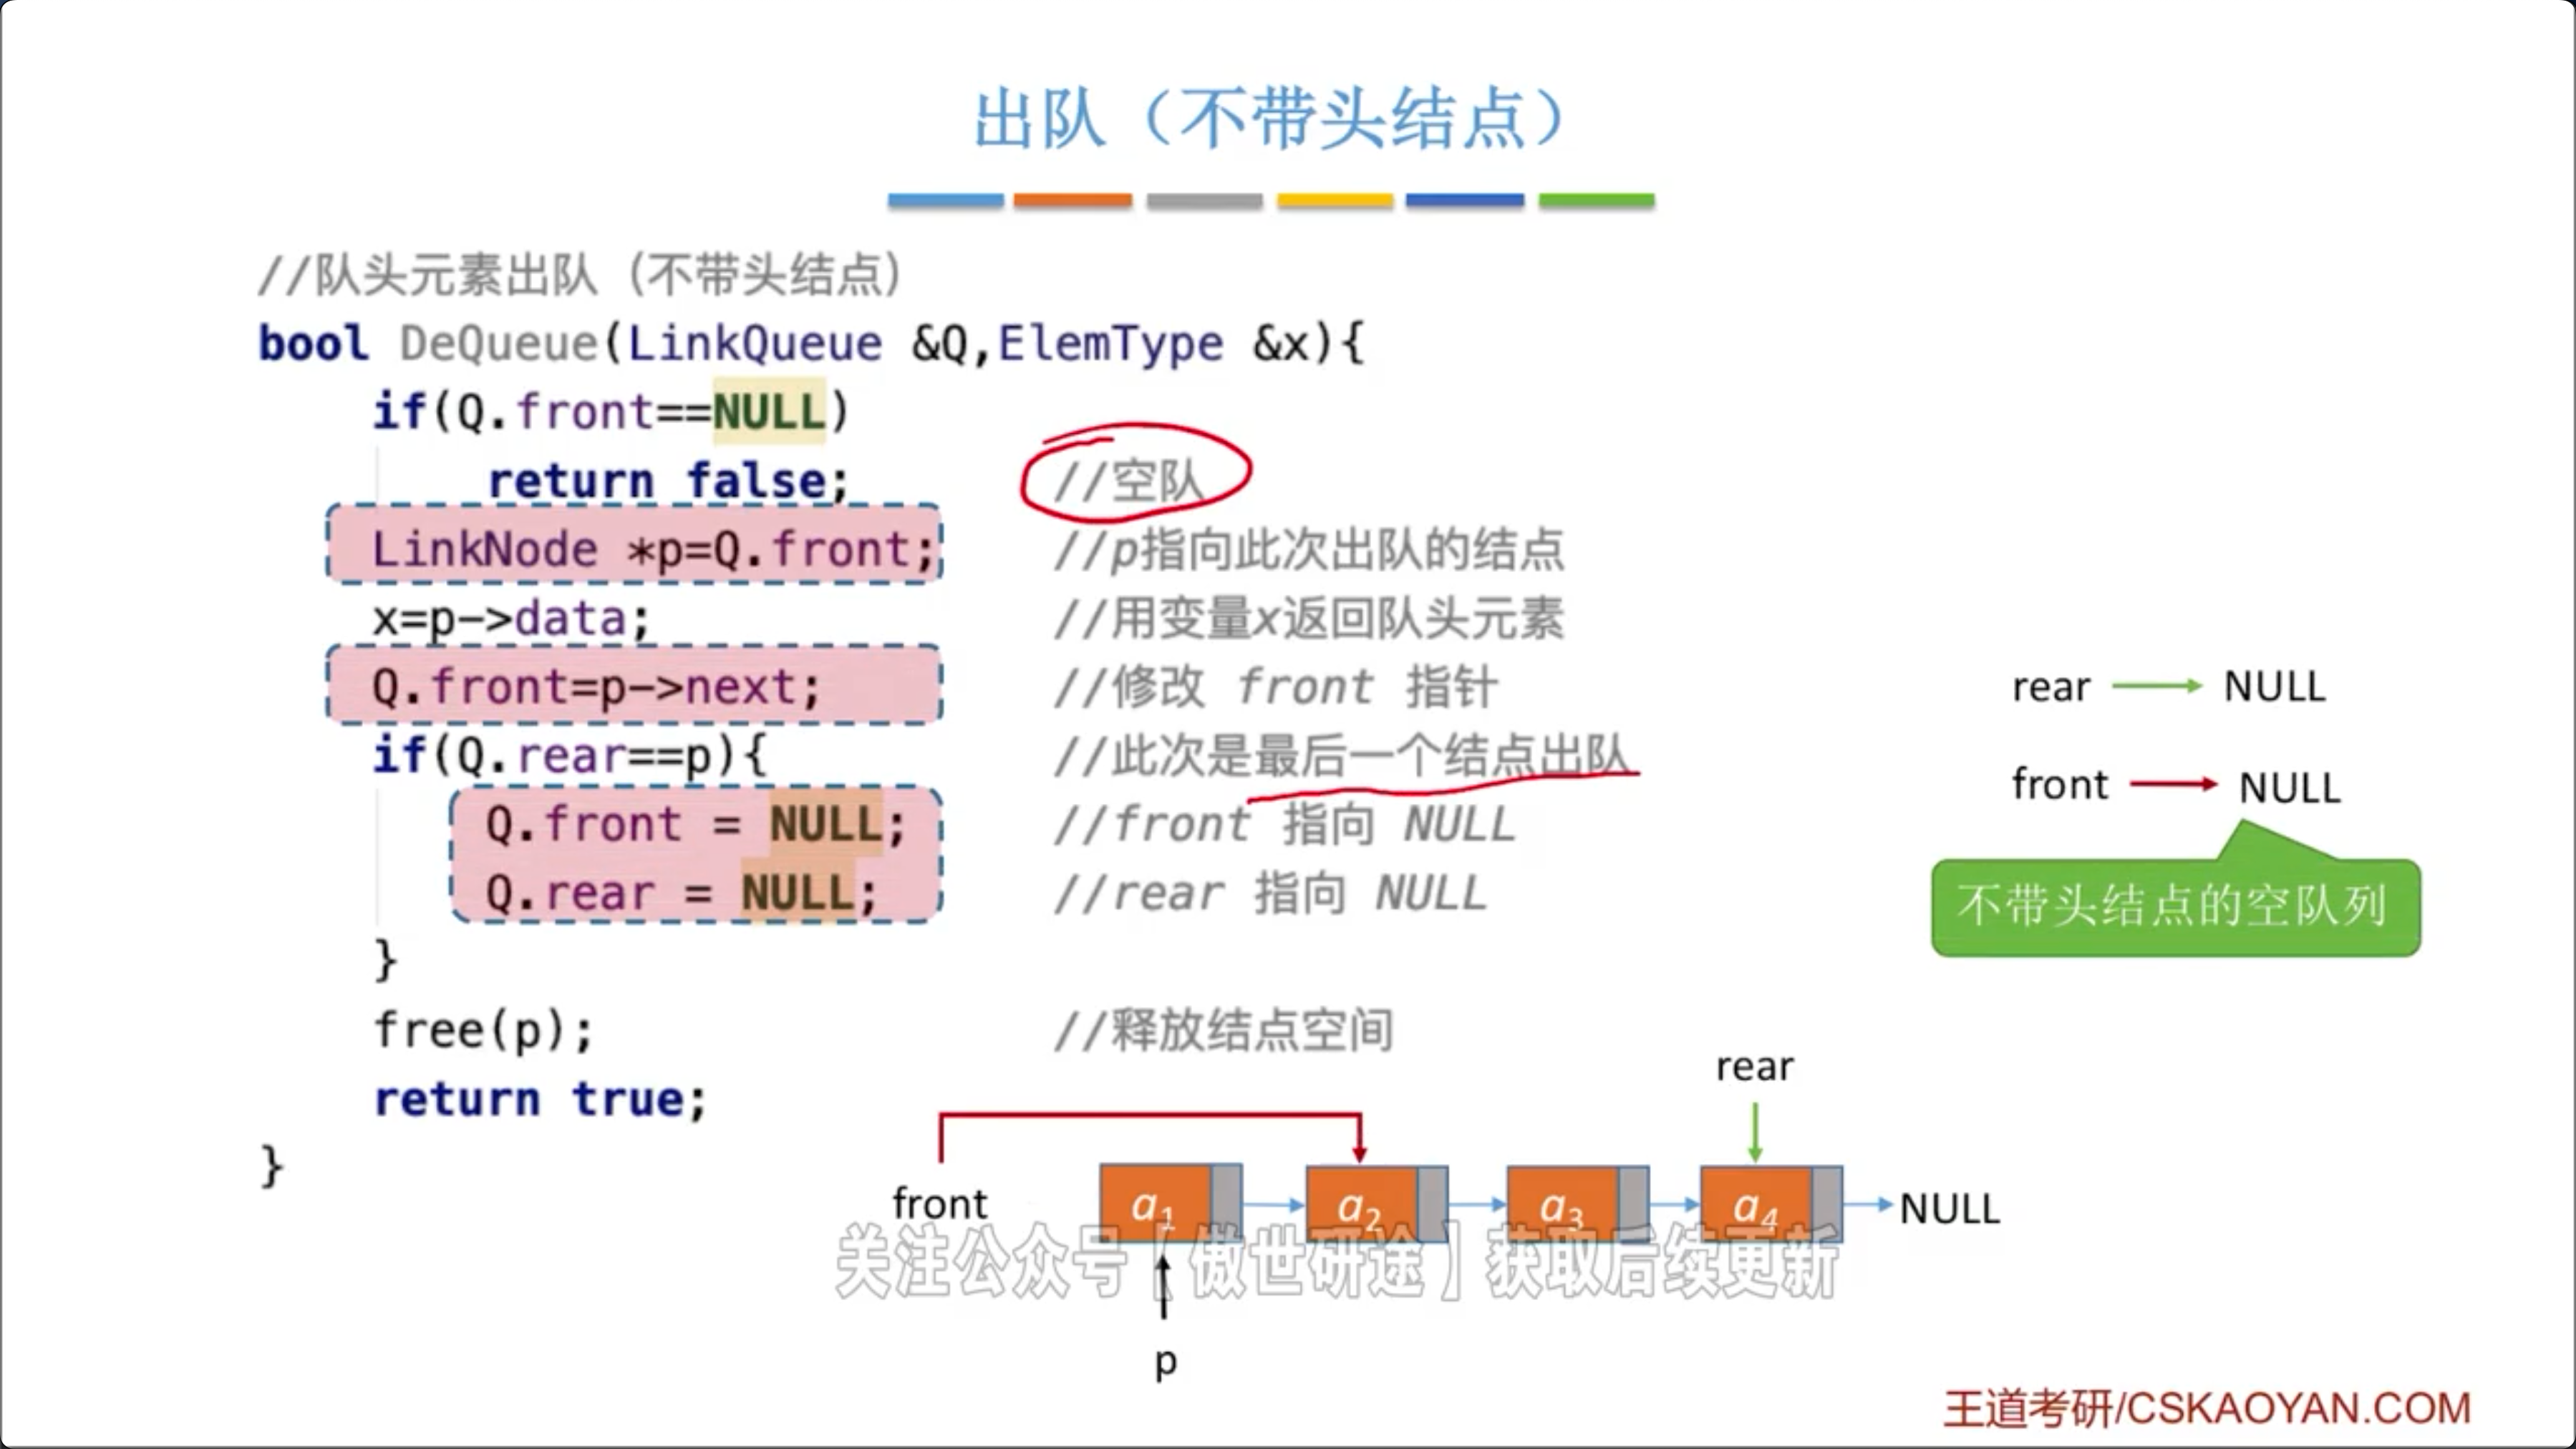 出队（不带头结点）
//队头元素出队（不带头结点）
bool DeQueue(LinkQueue &Q,ElemType &x){
if(Q.front==NULL)
return false; //空队
LinkNode *p=Q.front; //p指向此次出队的结点
x=p->data; //用变量x返回队头元素
Q.front=p->next; //修改 front 指针
if(Q.rear==p){ //此次是最后一个结点出队
Q.front = NULL; //front 指向 NULL
Q.rear = NULL; //rear 指向 NULL
}
free(p); //释放结点空间
return true;
}
rear NULL
front NULL
不带头结点的空队列
rear
front a1 a2 a3 a4 NULL
关注公众号【傲世研途】获取后续更新
p
王道考研/CSKAOYAN.COM